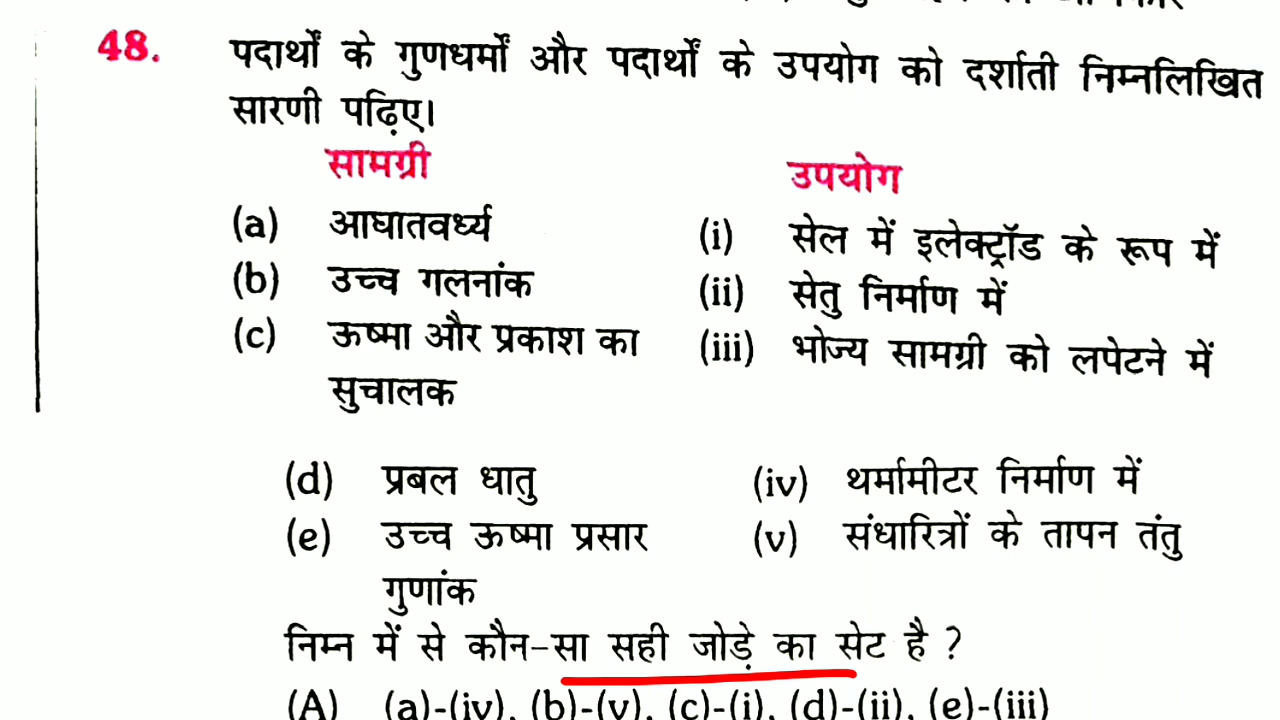 48. पदार्थों के गुणधर्मों और पदार्थों के उपयोग को दर्शाती निम्नलिखित
सारणी पढ़िए।
सामग्री उपयोग
(a) आघातवर्ध्य (i) सेल में इलेक्ट्रॉड के रूप में
(b) उच्च गलनांक (ii) सेतु निर्माण में
(c) ऊष्मा और प्रकाश का (iii) भोज्य सामग्री को लपेटने में
सुचालक
(d) प्रबल धातु (iv) थर्मामीटर निर्माण में
(e) उच्च ऊष्मा प्रसार (v) संधारित्रों के तापन तंतु
गुणांक
निम्न में से कौन-सा सही जोड़े का सेट है ?
(A) (a)-(iv), (b)-(v), (c)-(i), (d)-(ii), (e)-(iii)